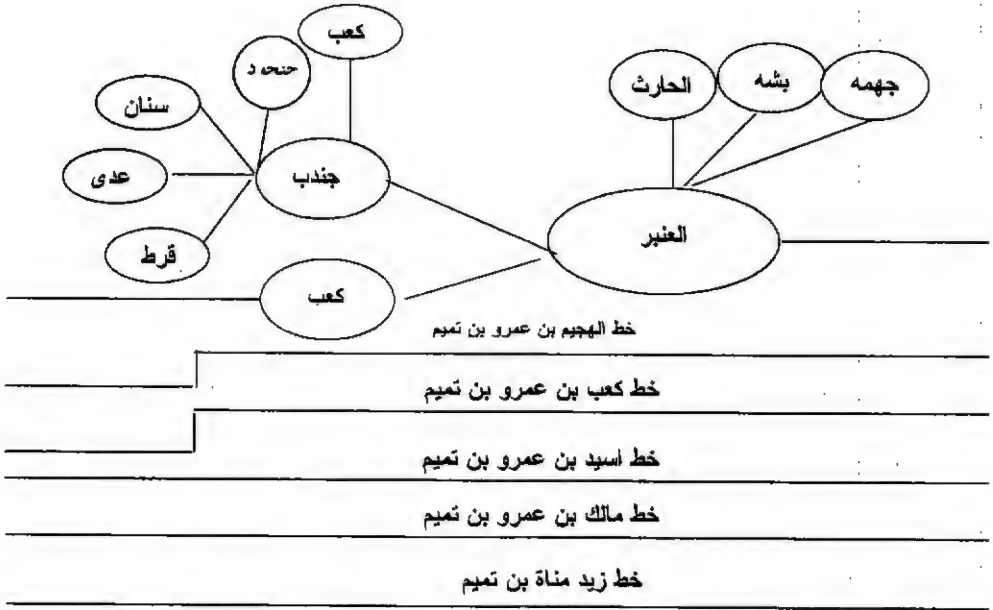 كعب
جهمه
بشه
الحارث
سنان
جندب
عدى
العنبر
قرط
كعب
خط الهجيم بن عمرو بن تميم
خط كعب بن عمرو بن تميم
خط اسيد بن عمرو بن تميم
خط مالك بن عمرو بن تميم
خط زيد مناة بن تميم